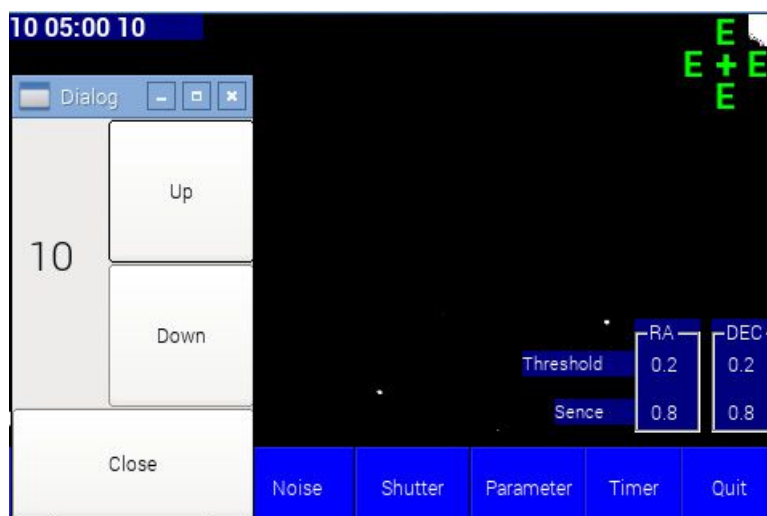 10 05:00 10
E
E + E
E
Dialog
Up
10
Down
Close
RA DEC
Threshold 0.2 0.2
Sence 0.8 0.8
Noise Shutter Parameter Timer Quit